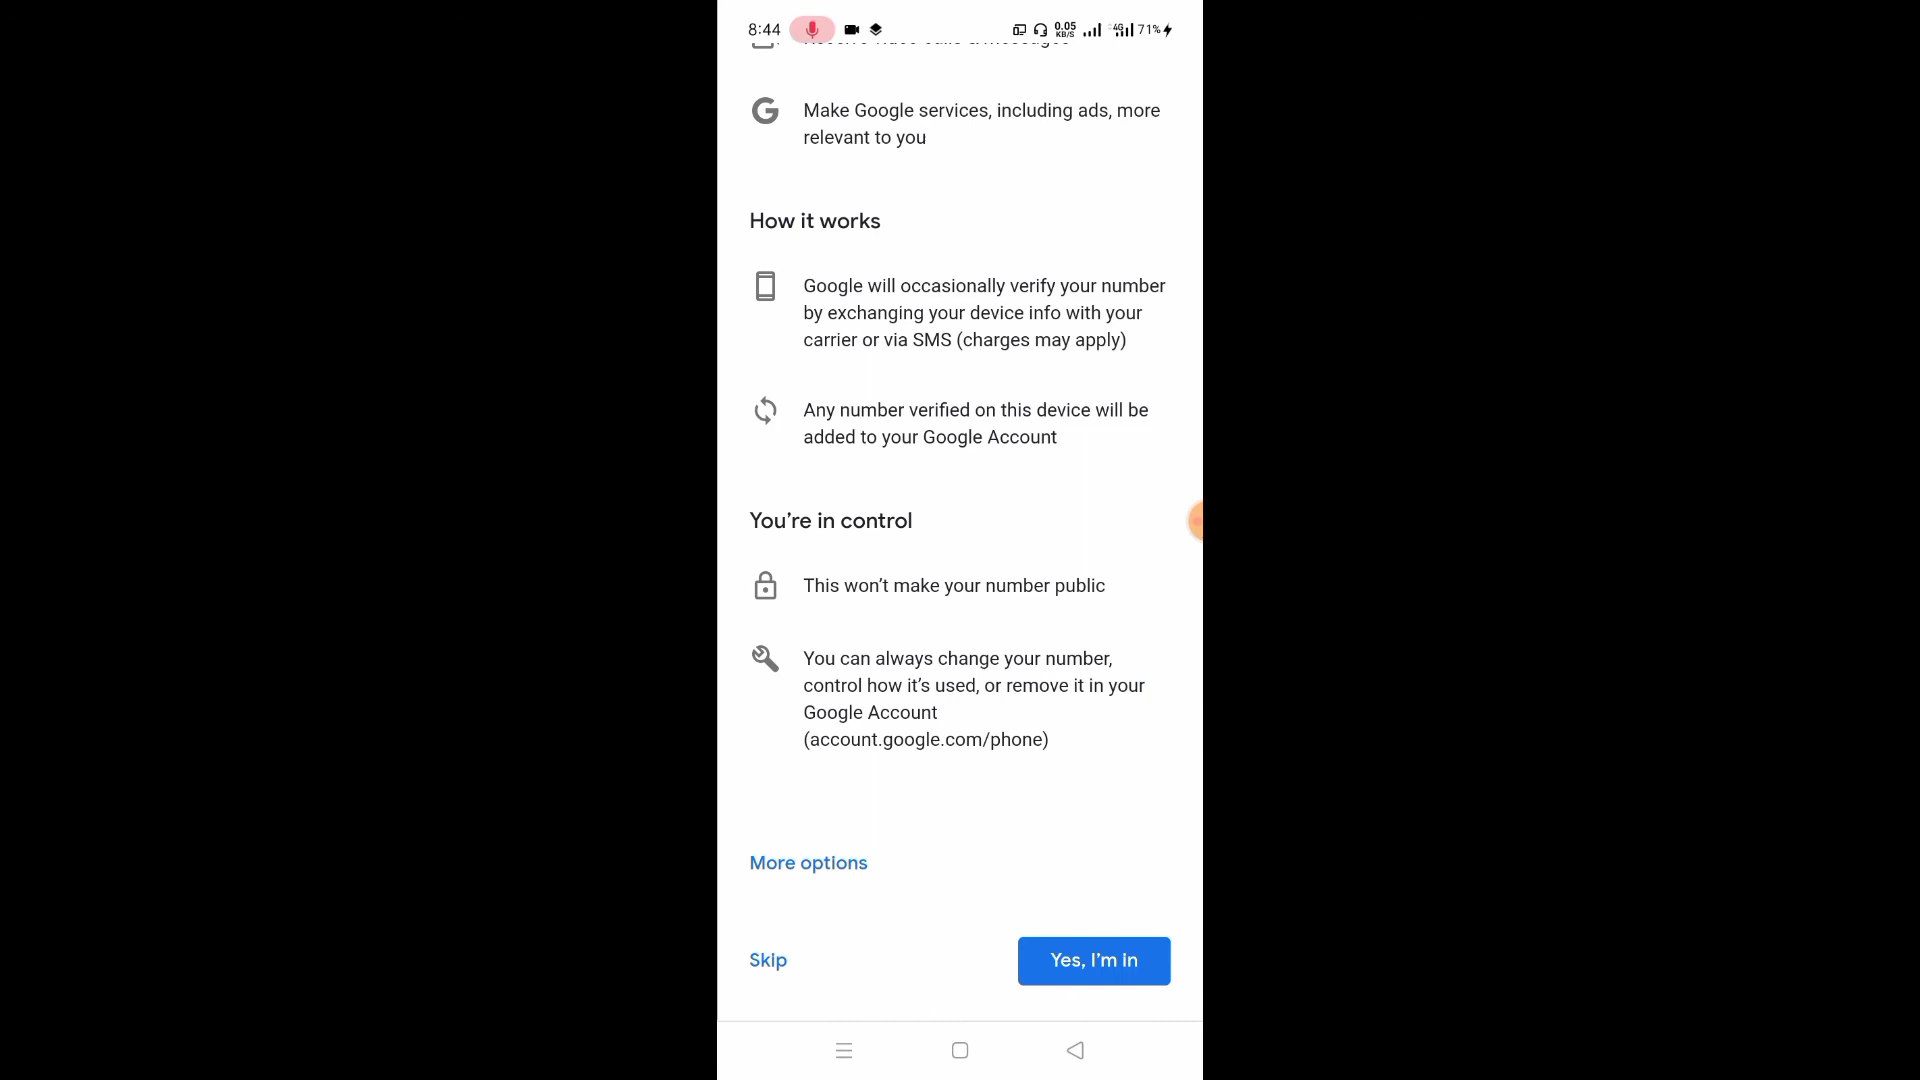 8:44
0.05
KB/S
4G
71%
Make Google services, including ads, more
relevant to you
How it works
Google will occasionally verify your number
by exchanging your device info with your
carrier or via SMS (charges may apply)
Any number verified on this device will be
added to your Google Account
You’re in control
This won’t make your number public
You can always change your number,
control how it’s used, or remove it in your
Google Account
(account.google.com/phone)
More options
Skip
Yes, I’m in